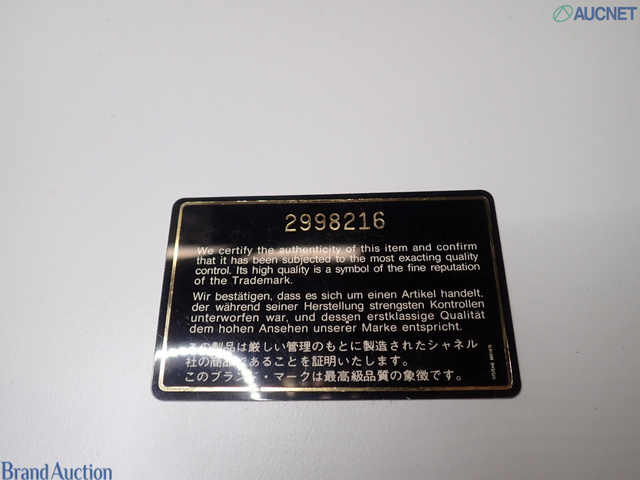 AUCNET
2998216
We certify the authenticity of this item and confirm
that it has been subjected to the most exacting quality
control. Its high quality is a symbol of the fine reputation
of the Trademark.
Wir bestätigen, dass es sich um einen Artikel handelt,
der während seiner Herstellung strengsten Kontrollen
unterworfen war, und dessen erstklassige Qualität
dem hohen Ansehen unserer Marke entspricht.
この製品は厳しい管理のもとに製造されたシャネル
社の商品であることを証明いたします。
このブランド・マークは最高級品質の象徴です。
Brand Auction